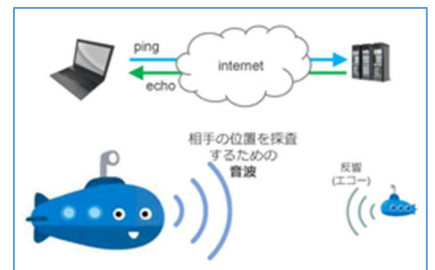 ping
internet
echo
相手の位置を探査
するための
音波
反響
(エコー)